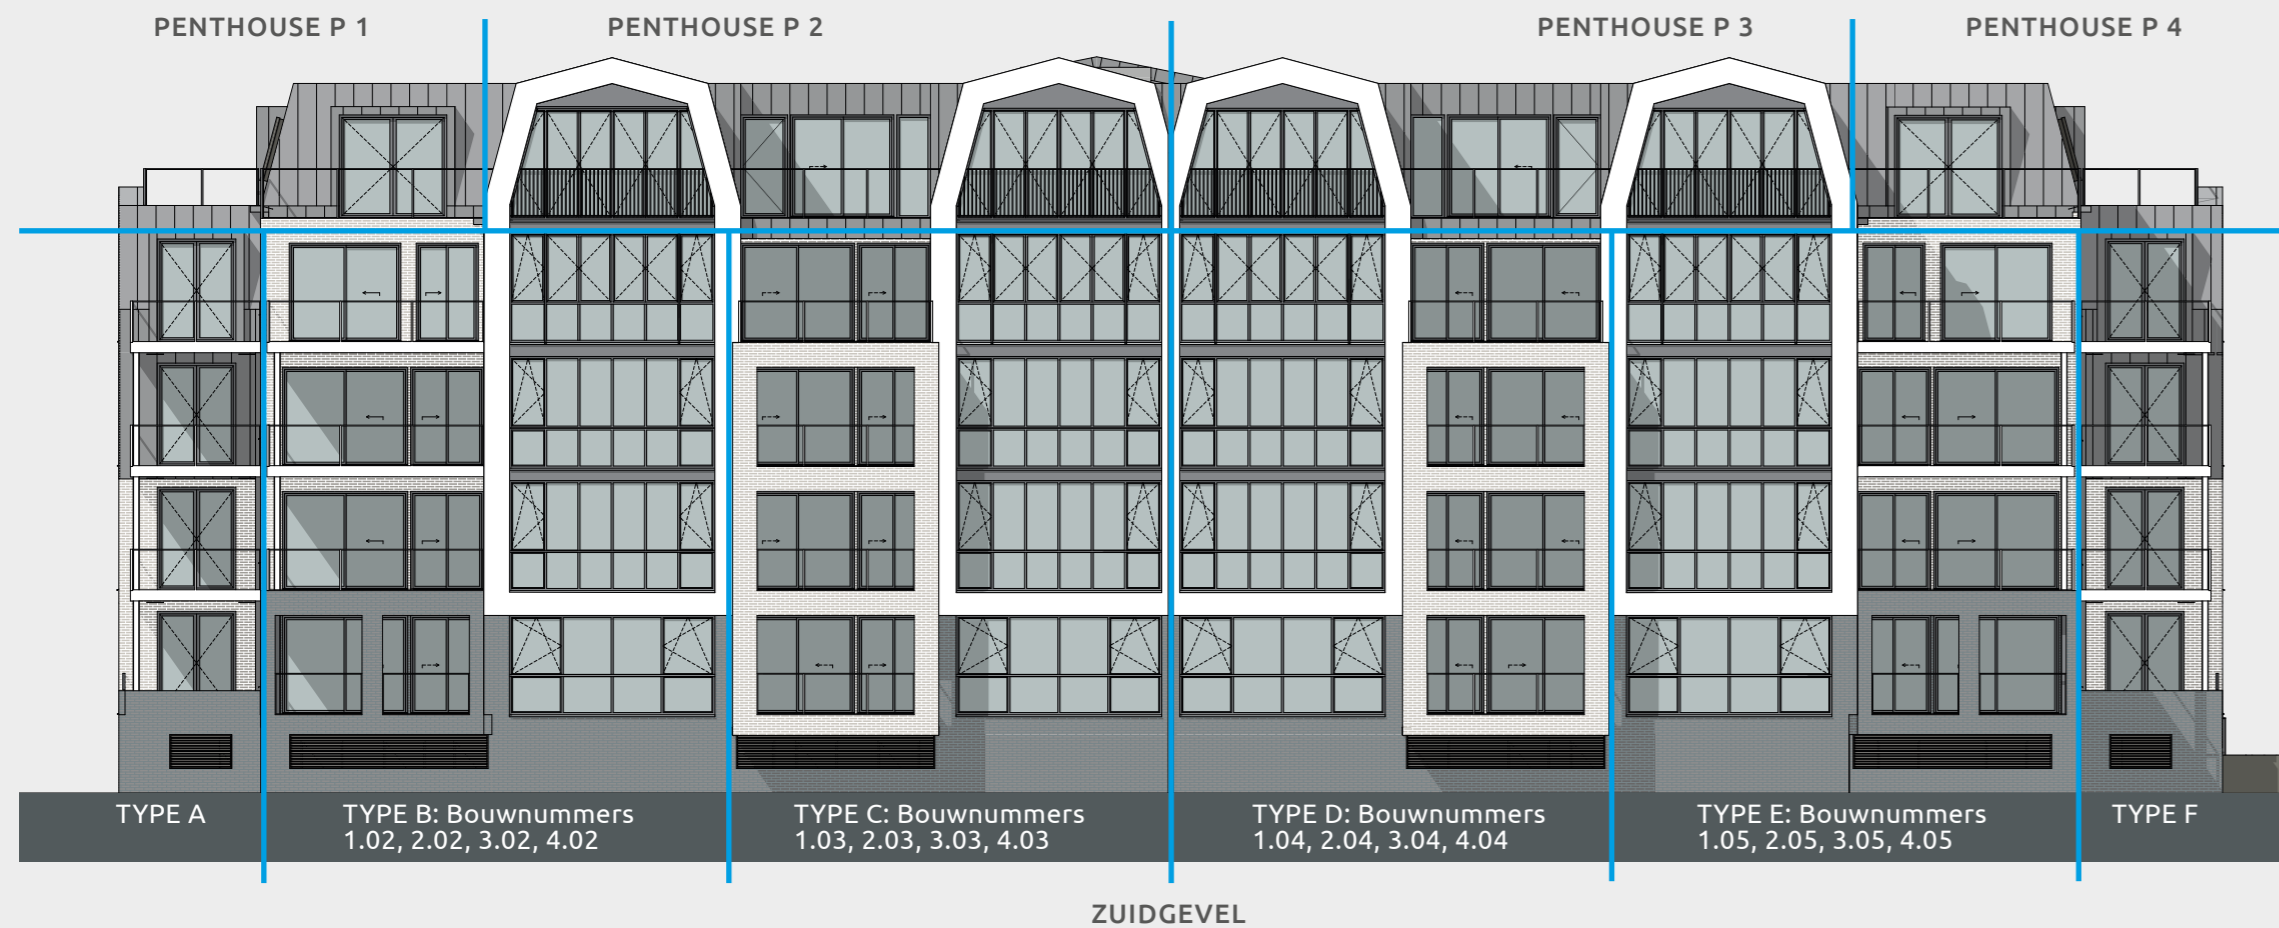 PENTHOUSE P 1
PENTHOUSE P 2
PENTHOUSE P 3
PENTHOUSE P 4
TYPE A
TYPE B: Bouwnummers
1.02, 2.02, 3.02, 4.02
TYPE C: Bouwnummers
1.03, 2.03, 3.03, 4.03
TYPE D: Bouwnummers
1.04, 2.04, 3.04, 4.04
TYPE E: Bouwnummers
1.05, 2.05, 3.05, 4.05
TYPE F
ZUIDGEVEL